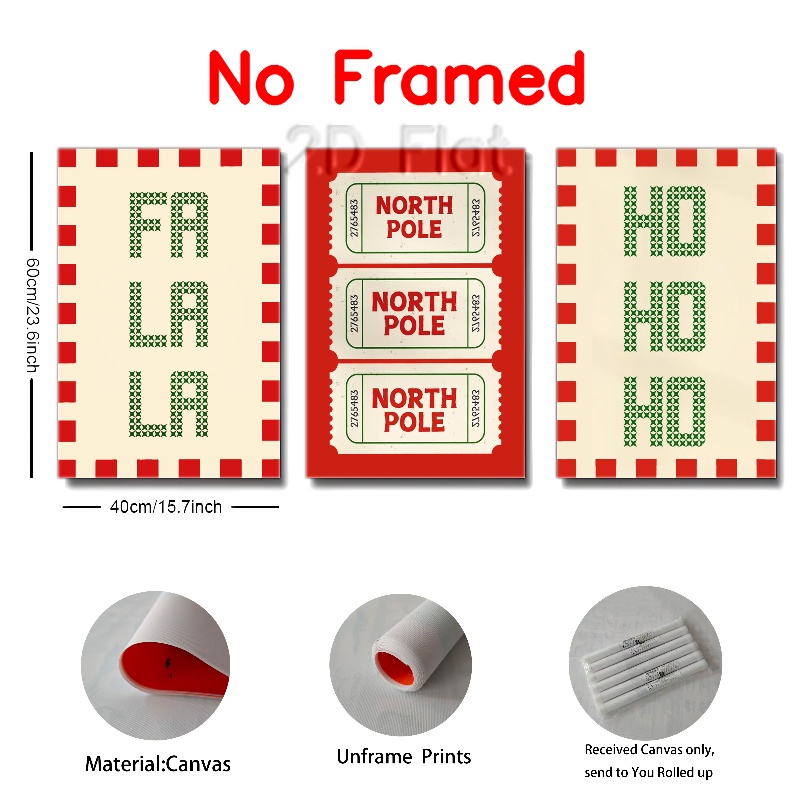 No Framed
2D Flat
FA
LA
LA
NORTH
POLE
2765483
2765483
NORTH
POLE
2765483
2765483
NORTH
POLE
2765483
2765483
HO
HO
HO
60cm/23.6inch
40cm/15.7inch
Material:Canvas
Unframe Prints
Received Canvas only,
send to You Rolled up